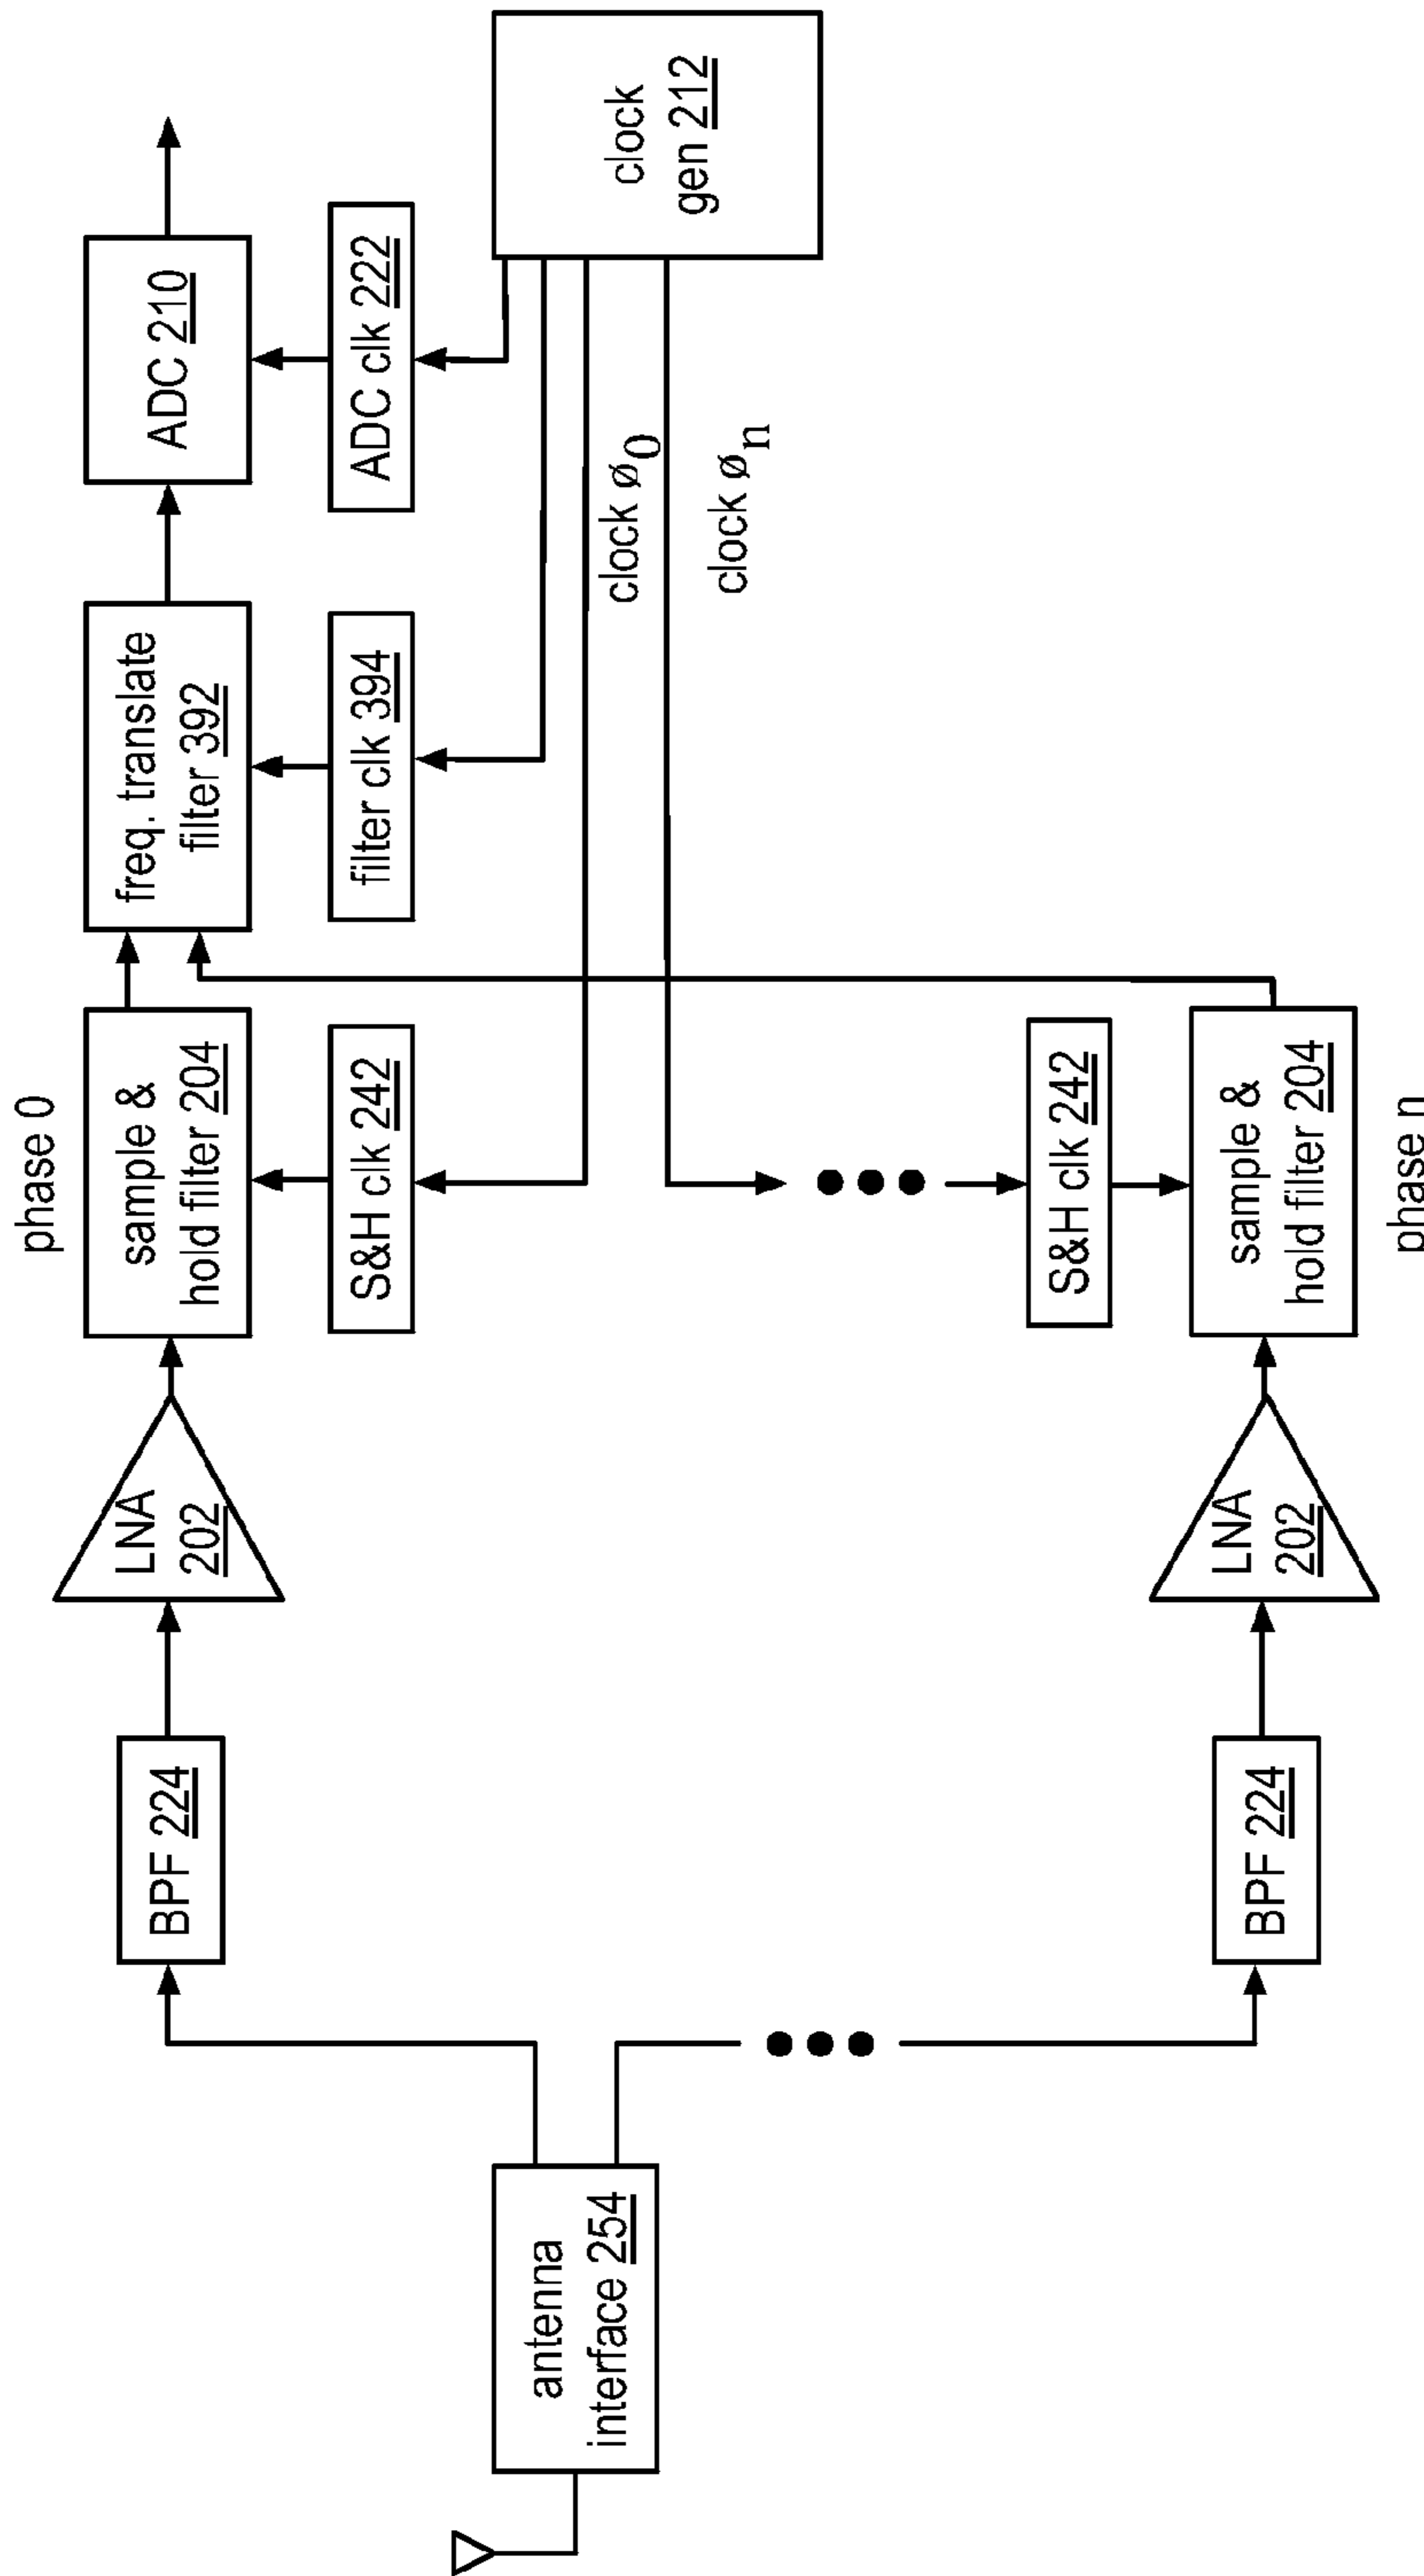 phase 0
antenna
interface 254
BPF 224
LNA
202
sample &
hold filter 204
freq. translate
filter 392
ADC 210
S&H clk 242
filter clk 394
ADC clk 222
clock ø0
clock øn
clock
gen 212
S&H clk 242
BPF 224
LNA
202
sample &
hold filter 204
phase n